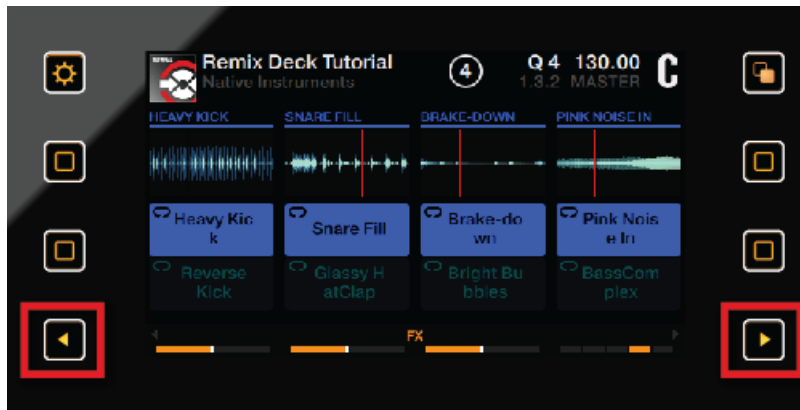 Remix Deck Tutorial
Native Instruments
4
Q 4 130.00
1.3.2 MASTER
C
HEAVY KICK SNARE FILL BRAKE-DOWN PINK NOISE IN
Heavy Kic
k
Snare Fill
Brake-do
wn
Pink Nois
e In
Reverse
Kick
Glassy H
atClap
Bright Bu
bbles
BassCom
plex
FX